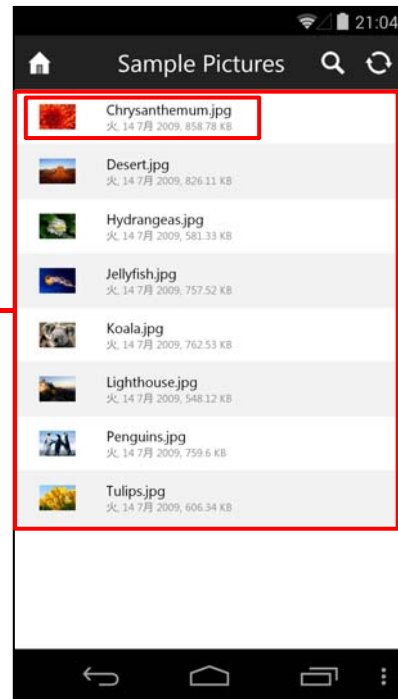 21:04
Sample Pictures
Chrysanthemum.jpg
火, 14 7月 2009, 858.78 KB
Desert.jpg
火, 14 7月 2009, 826.11 KB
Hydrangeas.jpg
火, 14 7月 2009, 581.33 KB
Jellyfish.jpg
火, 14 7月 2009, 757.52 KB
Koala.jpg
火, 14 7月 2009, 762.53 KB
Lighthouse.jpg
火, 14 7月 2009, 548.12 KB
Penguins.jpg
火, 14 7月 2009, 759.6 KB
Tulips.jpg
火, 14 7月 2009, 606.34 KB